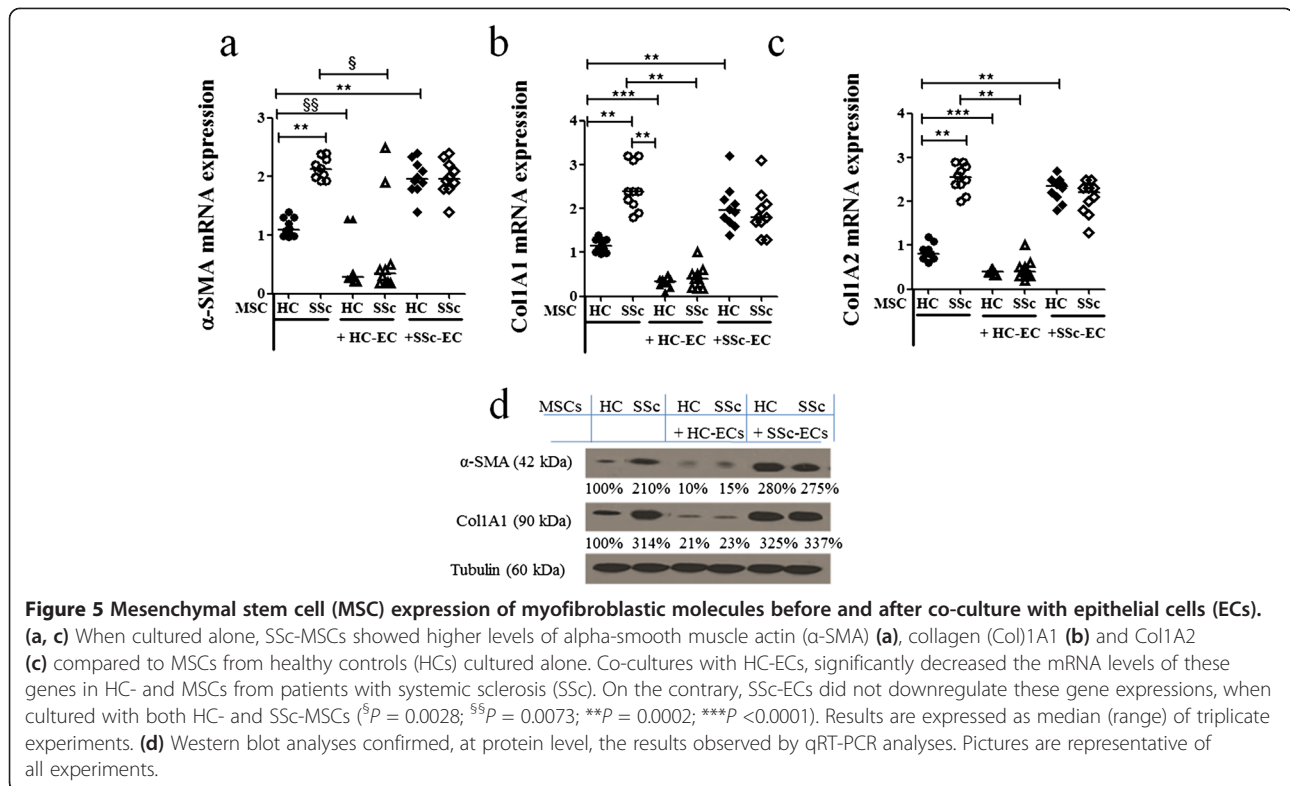 a
§
**
§§
**
α-SMA mRNA expression
3
2
1
0
MSC HC SSc HC SSc HC SSc
+ HC-EC +SSc-EC
b
**
**
***
** **
Col1A1 mRNA expression
4
3
2
1
0
MSC HC SSc HC SSc HC SSc
+ HC-EC +SSc-EC
c
**
**
***
**
Col1A2 mRNA expression
4
3
2
1
0
MSC HC SSc HC SSc HC SSc
+ HC-EC +SSc-EC
d
MSCs HC SSc HC SSc HC SSc
+ HC-ECs + SSc-ECs
α-SMA (42 kDa)
100% 210% 10% 15% 280% 275%
Col1A1 (90 kDa)
100% 314% 21% 23% 325% 337%
Tubulin (60 kDa)
Figure 5 Mesenchymal stem cell (MSC) expression of myofibroblastic molecules before and after co-culture with epithelial cells (ECs).
(a, c) When cultured alone, SSc-MSCs showed higher levels of alpha-smooth muscle actin (α-SMA) (a), collagen (Col)1A1 (b) and Col1A2
(c) compared to MSCs from healthy controls (HCs) cultured alone. Co-cultures with HC-ECs, significantly decreased the mRNA levels of these
genes in HC- and MSCs from patients with systemic sclerosis (SSc). On the contrary, SSc-ECs did not downregulate these gene expressions, when
cultured with both HC- and SSc-MSCs (§P = 0.0028; §§P = 0.0073; **P = 0.0002; ***P <0.0001). Results are expressed as median (range) of triplicate
experiments. (d) Western blot analyses confirmed, at protein level, the results observed by qRT-PCR analyses. Pictures are representative of
all experiments.